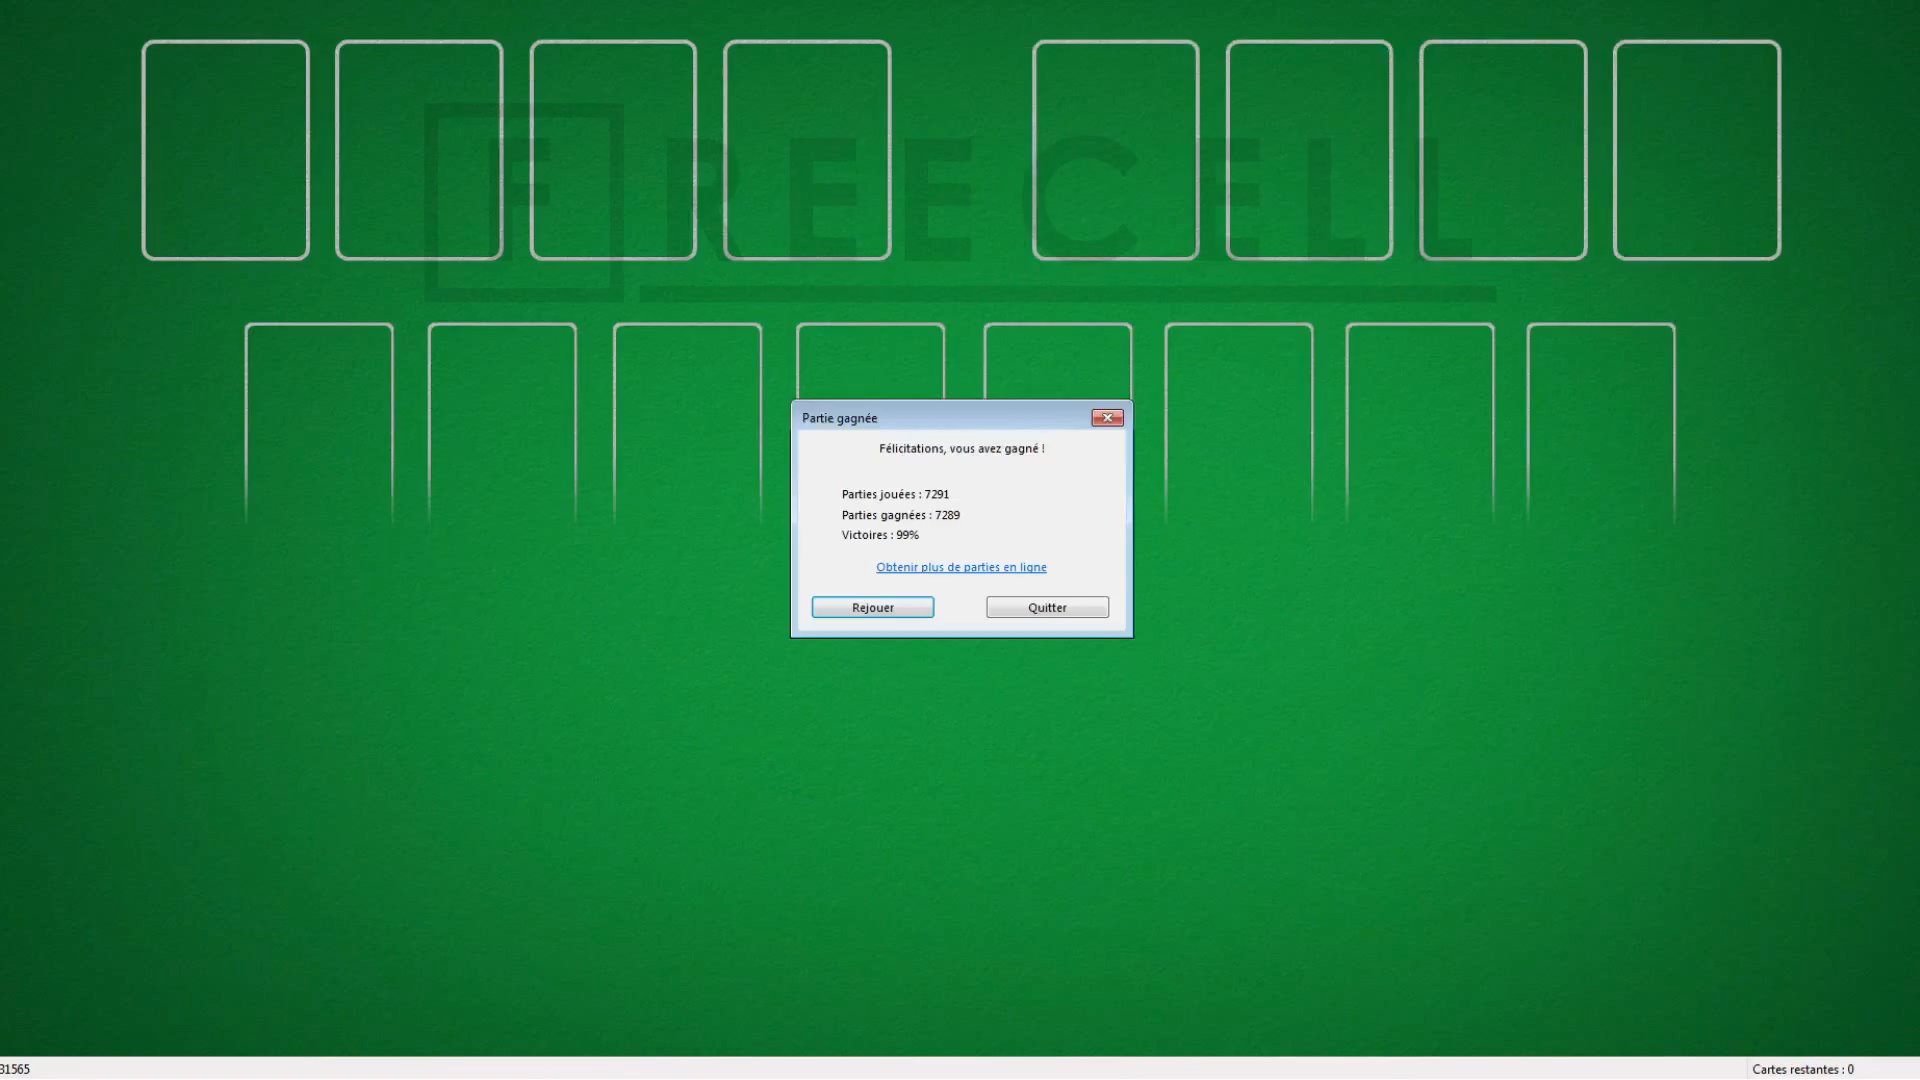 FREECELL
Partie gagnée
Félicitations, vous avez gagné !
Parties jouées : 7291
Parties gagnées : 7289
Victoires : 99%
Obtenir plus de parties en ligne
Rejouer
Quitter
31565
Cartes restantes : 0